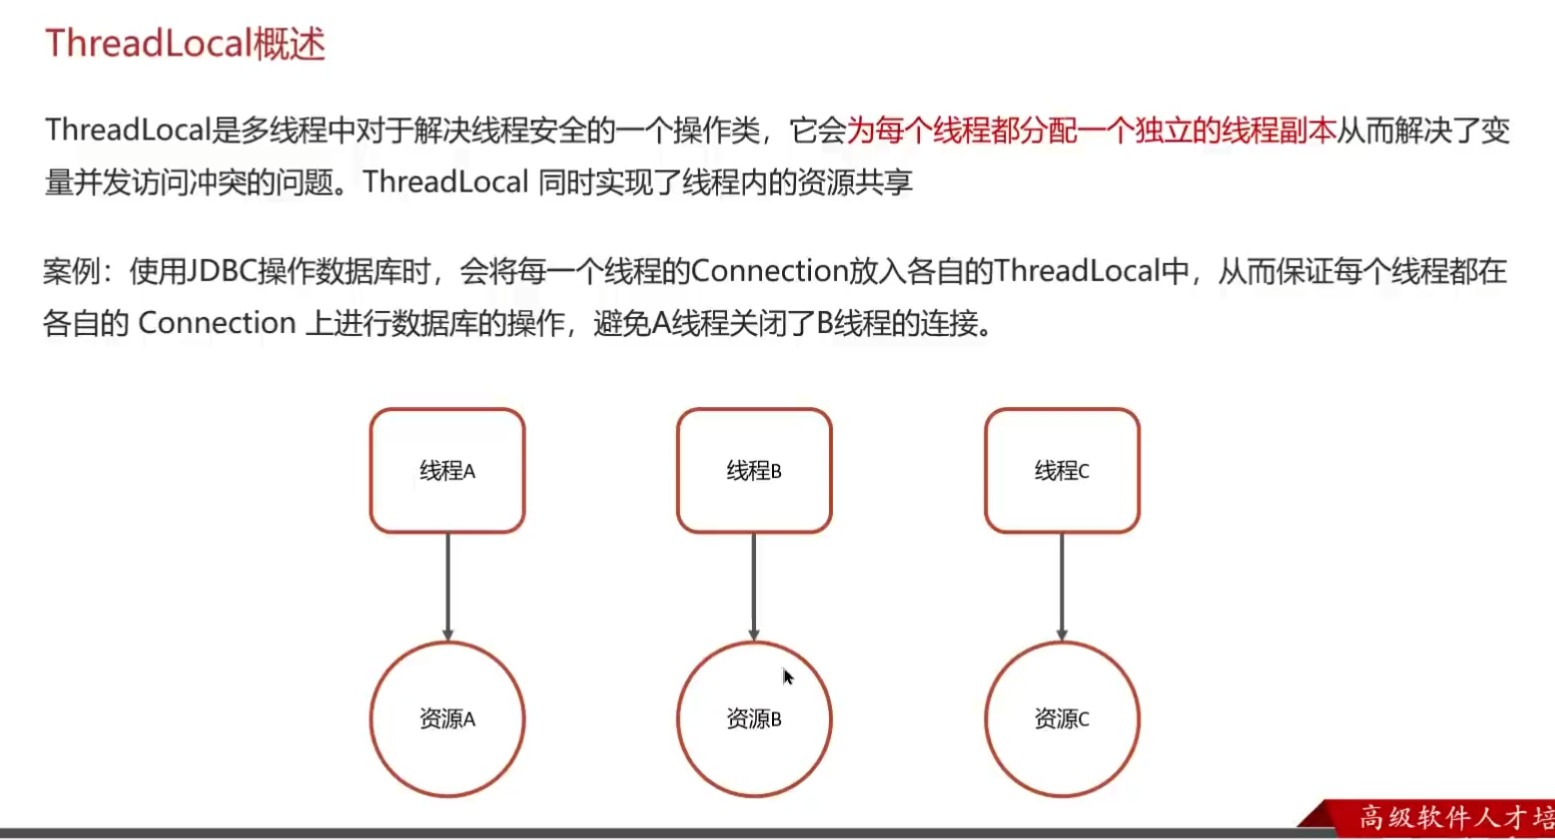 ThreadLocal概述
ThreadLocal是多线程中对于解决线程安全的一个操作类，它会为每个线程都分配一个独立的线程副本从而解决了变
量并发访问冲突的问题。ThreadLocal 同时实现了线程内的资源共享
案例：使用JDBC操作数据库时，会将每一个线程的Connection放入各自的ThreadLocal中，从而保证每个线程都在
各自的 Connection 上进行数据库的操作，避免A线程关闭了B线程的连接。
线程A
线程B
线程C
资源A
资源B
资源C
高级软件人才培